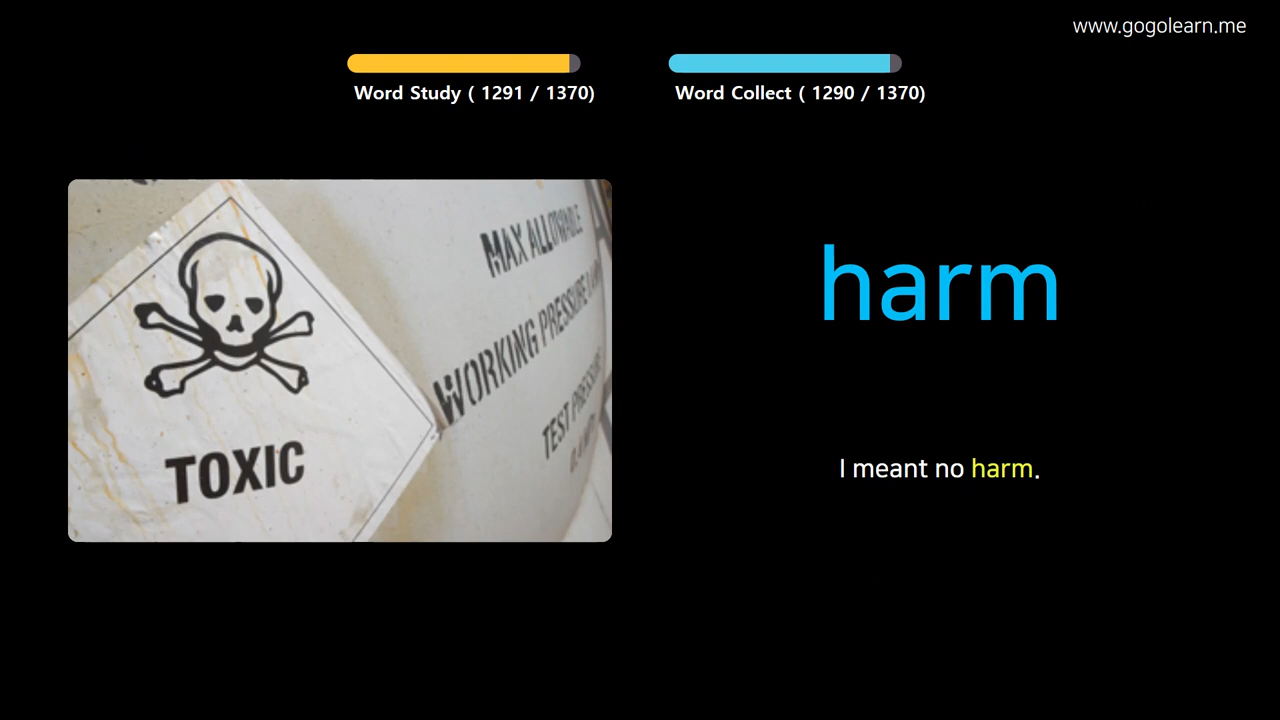 www.gogolearn.me
Word Study ( 1291 / 1370)
Word Collect ( 1290 / 1370)
MAX ALLOWABLE
WORKING PRESSURE
TEST PRESSURE
TOXIC
harm
I meant no harm.